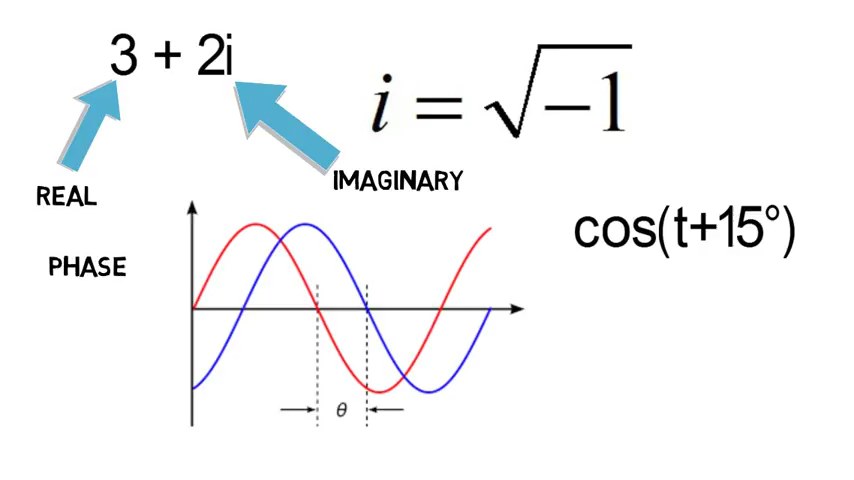 3 + 2i
i = √−1
REAL
IMAGINARY
PHASE
cos(t+15°)
θ